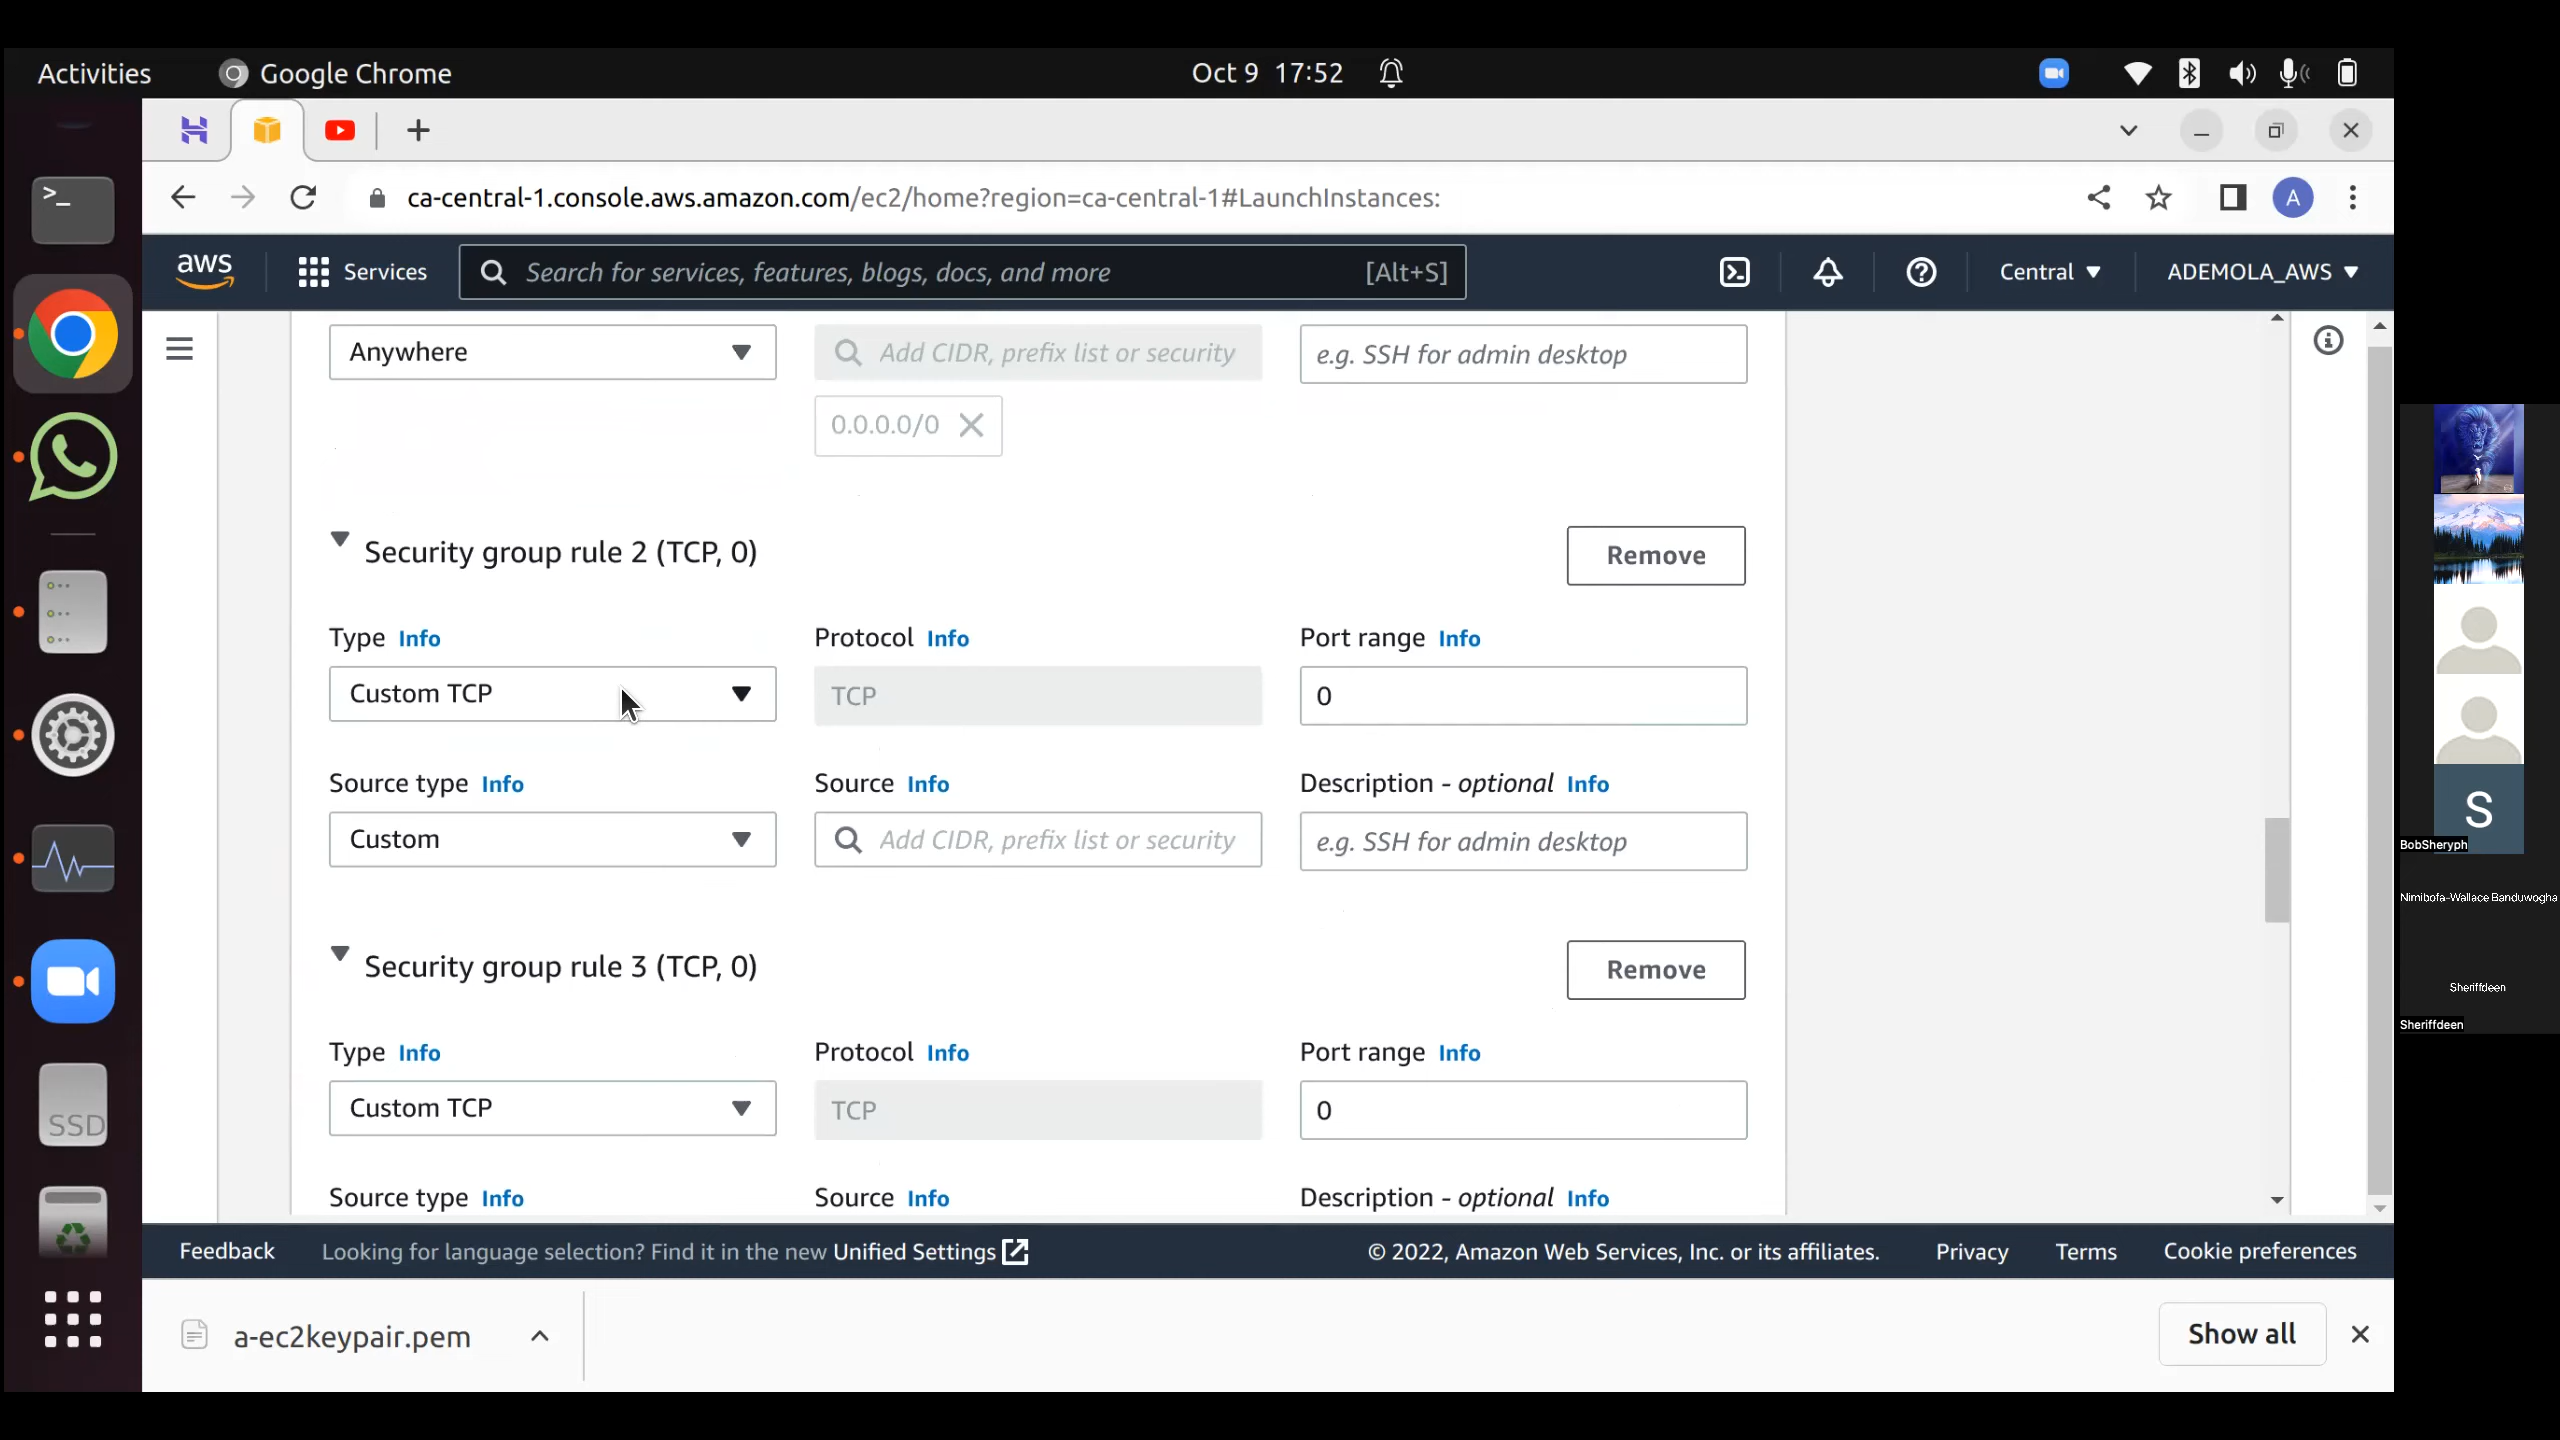 Activities
Google Chrome
Oct 9 17:52
ca-central-1.console.aws.amazon.com/ec2/home?region=ca-central-1#LaunchInstances:
A
aws
Services
Search for services, features, blogs, docs, and more
[Alt+S]
Central
ADEMOLA_AWS
Anywhere
Add CIDR, prefix list or security
e.g. SSH for admin desktop
0.0.0.0/0
Security group rule 2 (TCP, 0)
Remove
Type Info
Protocol Info
Port range Info
Custom TCP
TCP
0
Source type Info
Source Info
Description - optional Info
Custom
Add CIDR, prefix list or security
e.g. SSH for admin desktop
S
BobSheryph
Nimibofa-Wallace Banduwogha
Security group rule 3 (TCP, 0)
Remove
Sheriffdeen
Sheriffdeen
Type Info
Protocol Info
Port range Info
Custom TCP
TCP
0
SSD
Source type Info
Source Info
Description - optional Info
Feedback
Looking for language selection? Find it in the new Unified Settings
© 2022, Amazon Web Services, Inc. or its affiliates.
Privacy
Terms
Cookie preferences
a-ec2keypair.pem
Show all